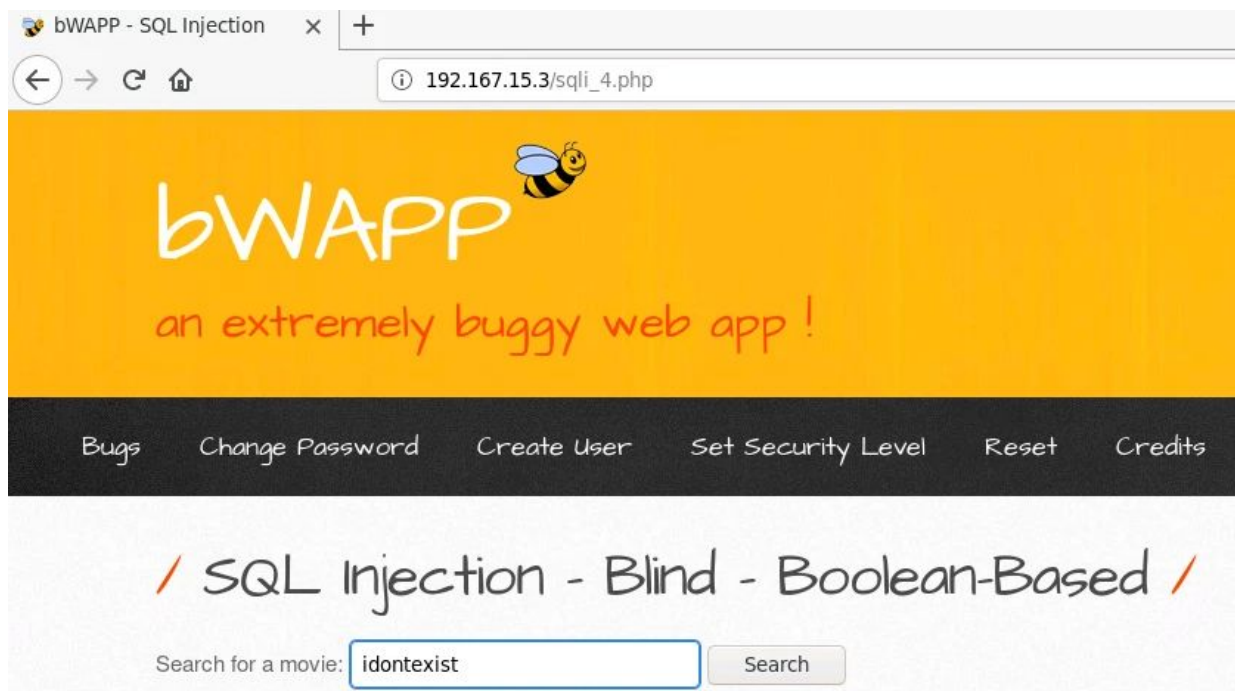 bWAPP - SQL Injection
192.167.15.3/sqli_4.php
bWAPP
an extremely buggy web app !
Bugs Change Password Create User Set Security Level Reset Credits
/ SQL Injection - Blind - Boolean-Based /
Search for a movie: idontexist Search